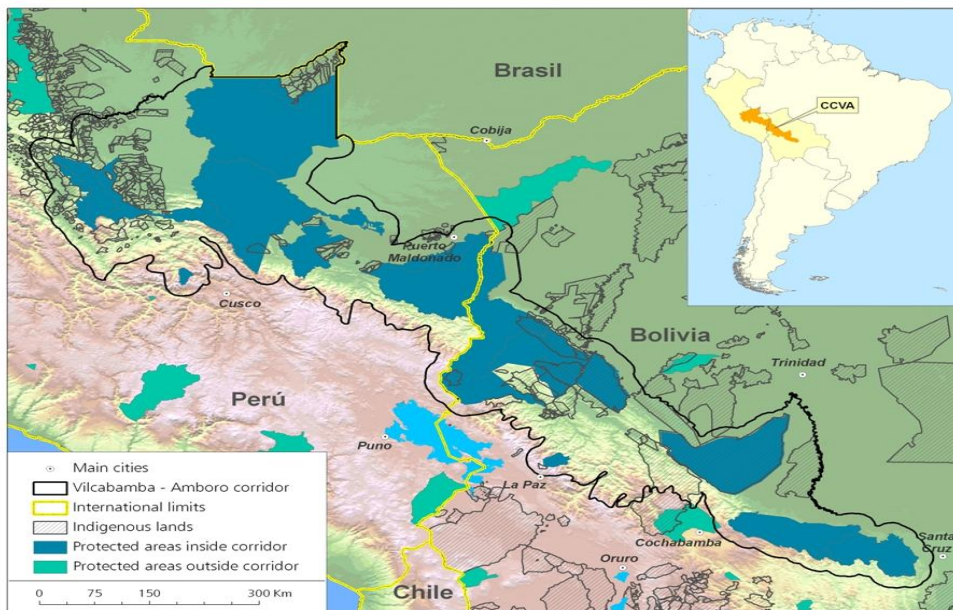 Brasil
CCVA
Cobija
Puerto
Maldonado
Cusco
Bolivia
Trinidad
Perú
Puno
La Paz
Cochabamba
Santa
Cruz
Oruro
Chile
Main cities
Vilcabamba - Amboro corridor
International limits
Indigenous lands
Protected areas inside corridor
Protected areas outside corridor
0 75 150 300 Km